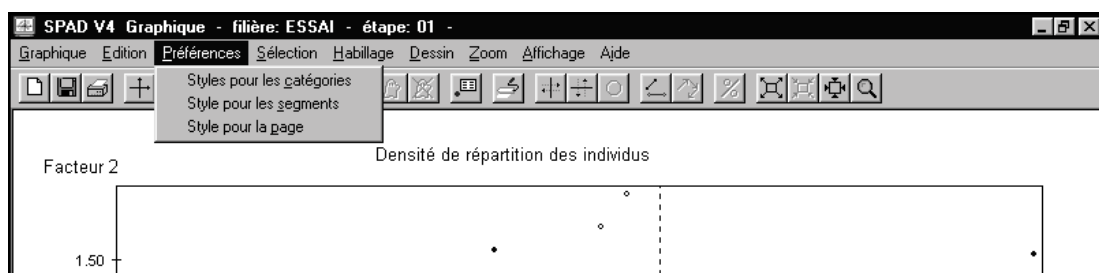 SPAD V4 Graphique - filière: ESSAI - étape: 01 -
Graphique Edition Préférences Sélection Habillage Dessin Zoom Affichage Aide
Styles pour les catégories
Style pour les segments
Style pour la page
Densité de répartition des individus
Facteur 2
1.50